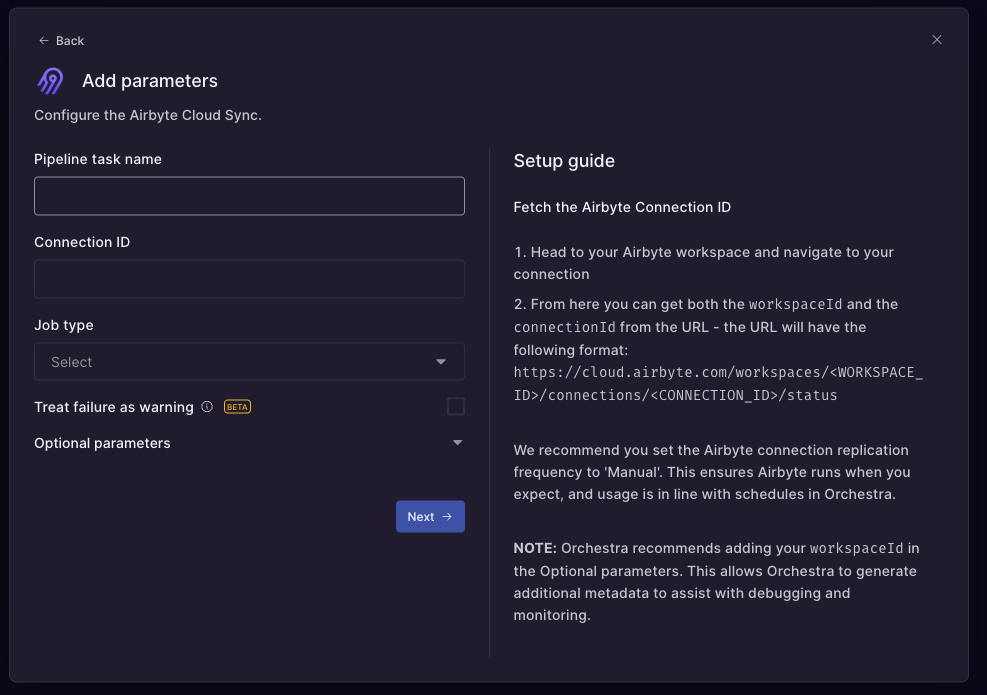 ← Back
Add parameters
Configure the Airbyte Cloud Sync.
Pipeline task name
Connection ID
Job type
Select
Treat failure as warning BETA
Optional parameters
Next →
Setup guide
Fetch the Airbyte Connection ID
1. Head to your Airbyte workspace and navigate to your
connection
2. From here you can get both the workspaceId and the
connectionId from the URL - the URL will have the
following format:
https://cloud.airbyte.com/workspaces/<WORKSPACE_
ID>/connections/<CONNECTION_ID>/status
We recommend you set the Airbyte connection replication
frequency to 'Manual'. This ensures Airbyte runs when you
expect, and usage is in line with schedules in Orchestra.
NOTE: Orchestra recommends adding your workspaceId in
the Optional parameters. This allows Orchestra to generate
additional metadata to assist with debugging and
monitoring.